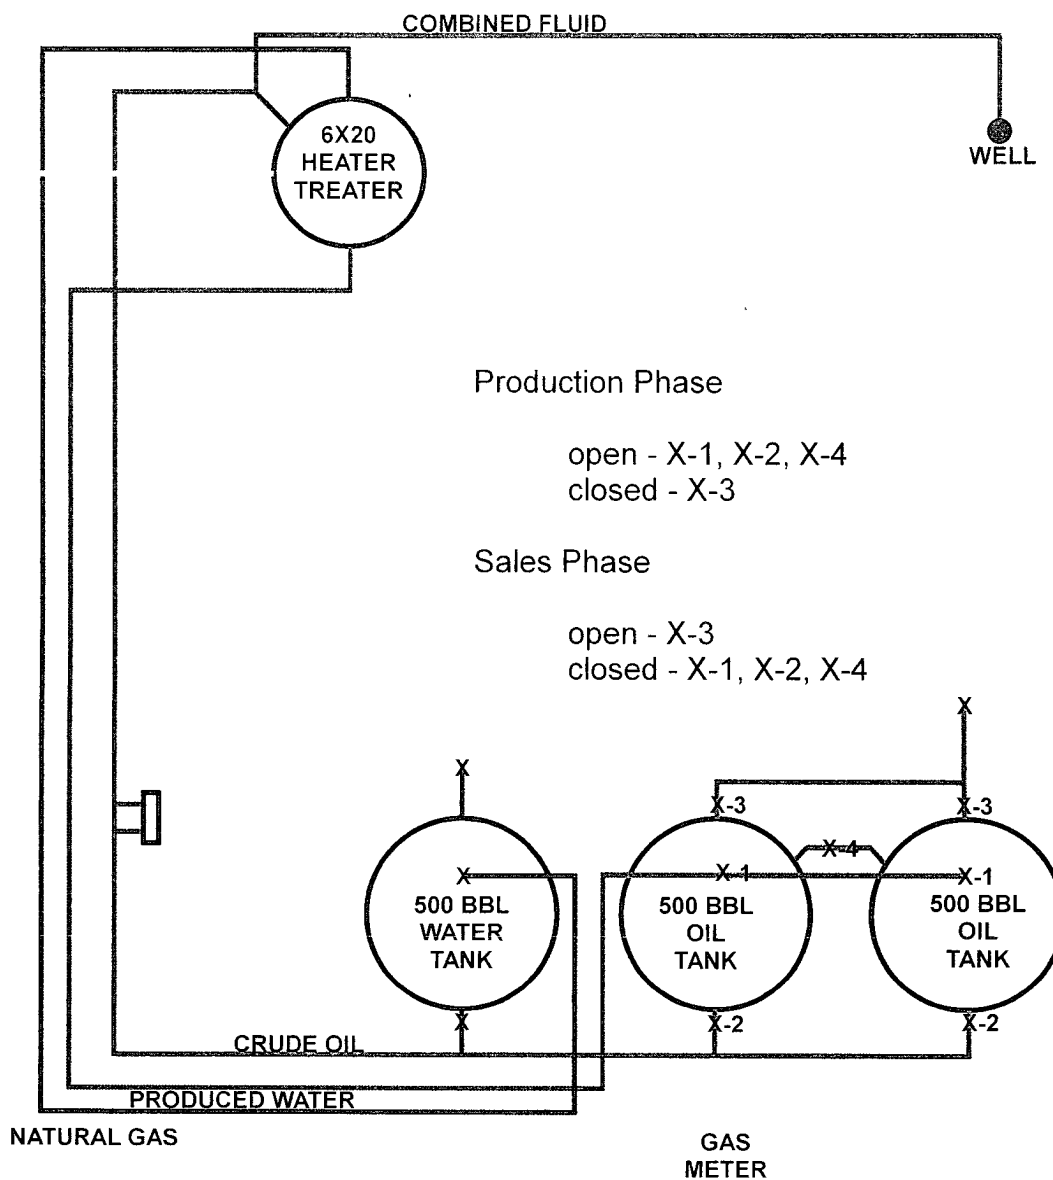 COMBINED FLUID
6X20
HEATER
TREATER
WELL
Production Phase
open - X-1, X-2, X-4
closed - X-3
Sales Phase
open - X-3
closed - X-1, X-2, X-4
X
X
X-3
X-3
X-4
X
X-1
X-1
500 BBL
WATER
TANK
500 BBL
OIL
TANK
500 BBL
OIL
TANK
X
X-2
X-2
CRUDE OIL
PRODUCED WATER
NATURAL GAS
GAS
METER